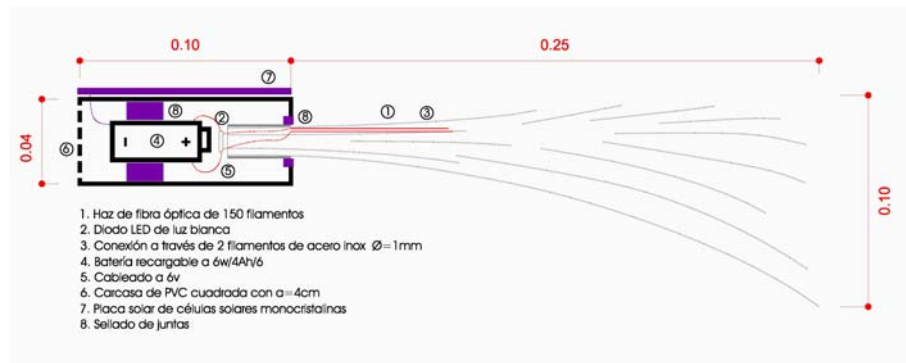 0.10 0.25
⑦
⑧ ② ⑧ ① ③
0.04 ⑥ - ④ + ⑤ 0.10
1. Haz de fibra óptica de 150 filamentos
2. Diodo LED de luz blanca
3. Conexión a través de 2 filamentos de acero inox Ø=1mm
4. Batería recargable a 6w/4Ah/6
5. Cableado a 6v
6. Carcasa de PVC cuadrada con a=4cm
7. Placa solar de células solares monocristalinas
8. Sellado de juntas